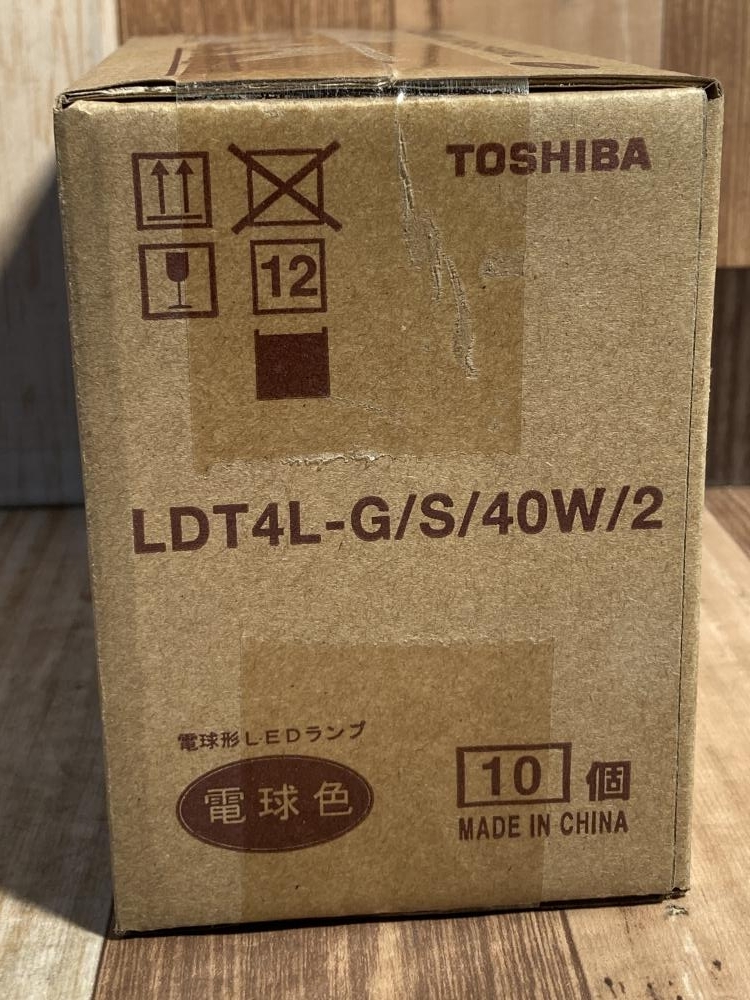 TOSHIBA
12
LDT4L-G/S/40W/2
電球形LEDランプ
電球色
10 個
MADE IN CHINA